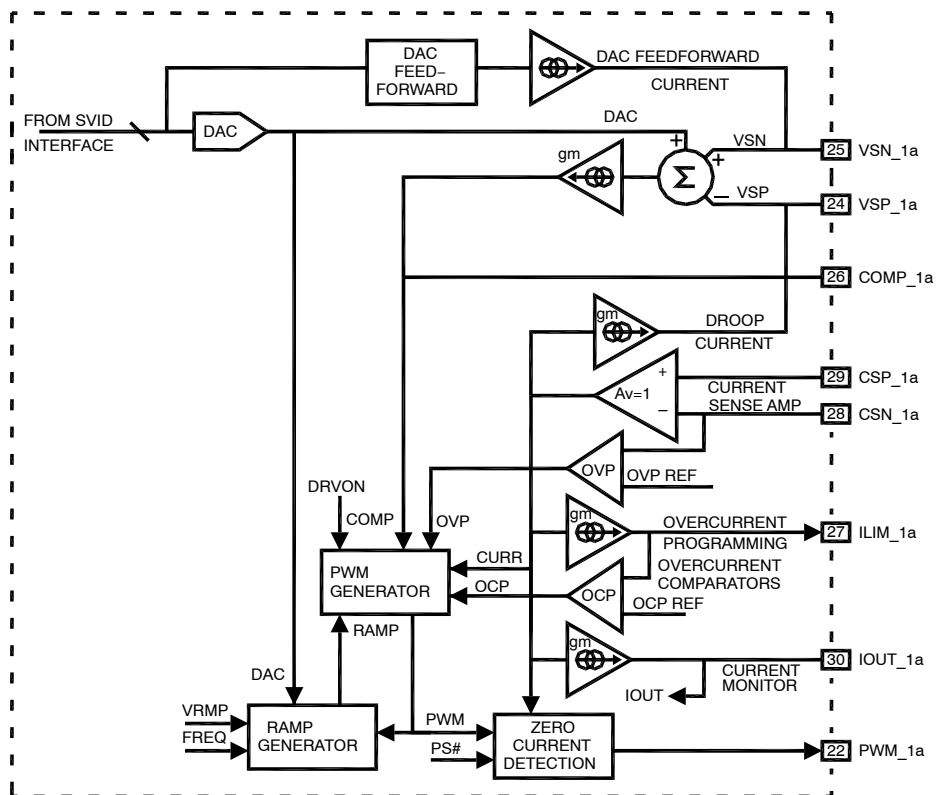 DAC
FEED–
FORWARD
DAC FEEDFORWARD
CURRENT
FROM SVID
INTERFACE
DAC
DAC
+
VSN
25 VSN_1a
gm
+
Σ
– VSP
24 VSP_1a
26 COMP_1a
gm
DROOP
CURRENT
Av=1
+
–
CURRENT
SENSE AMP
29 CSP_1a
28 CSN_1a
OVP
OVP REF
DRVON
COMP
OVP
gm
OVERCURRENT
PROGRAMMING
27 ILIM_1a
PWM
GENERATOR
CURR
OCP
OCP
OVERCURRENT
COMPARATORS
OCP REF
RAMP
gm
30 IOUT_1a
CURRENT
MONITOR
IOUT
DAC
VRMP
FREQ
RAMP
GENERATOR
PWM
PS#
ZERO
CURRENT
DETECTION
22 PWM_1a